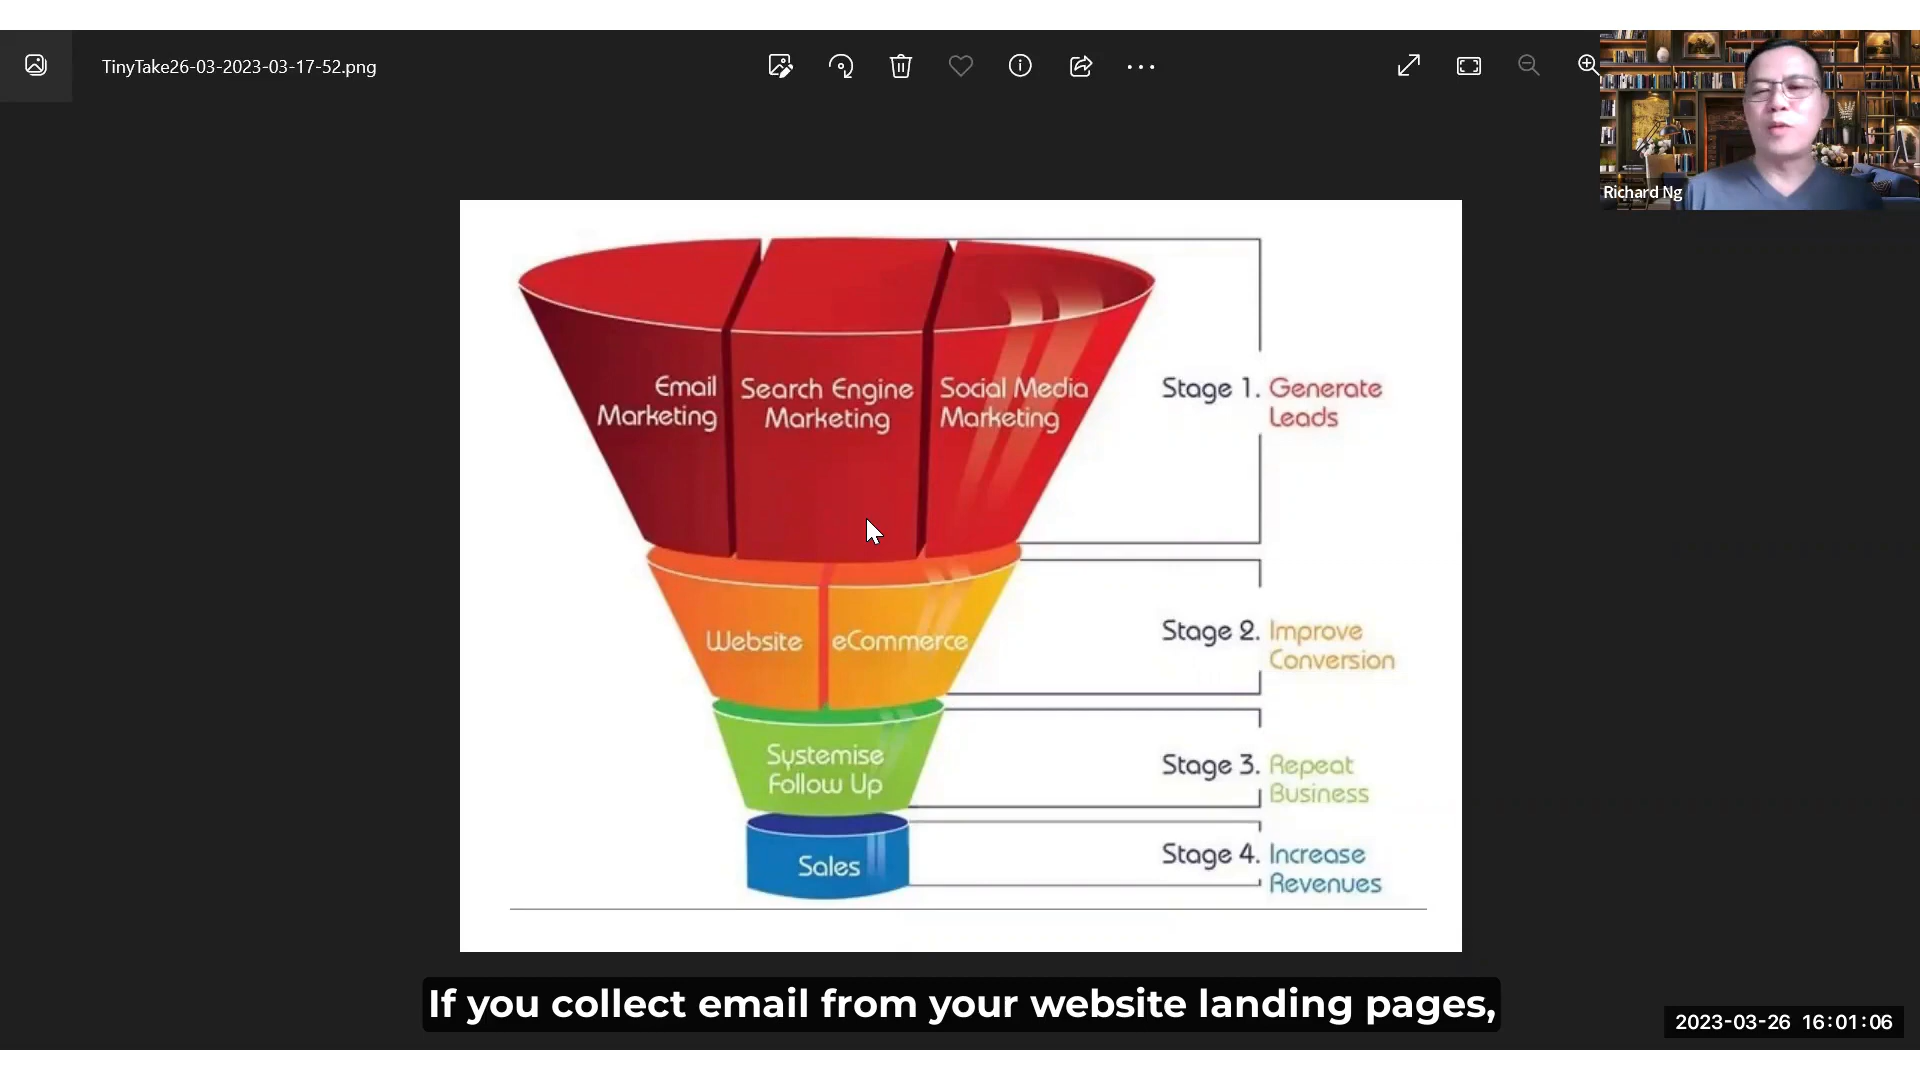 TinyTake26-03-2023-03-17-52.png
Richard Ng
Email
Marketing
Search Engine
Marketing
Social Media
Marketing
Stage 1. Generate
Leads
Website
eCommerce
Stage 2. Improve
Conversion
Systemise
Follow Up
Stage 3. Repeat
Business
Sales
Stage 4. Increase
Revenues
If you collect email from your website landing pages,
2023-03-26 16:01:06